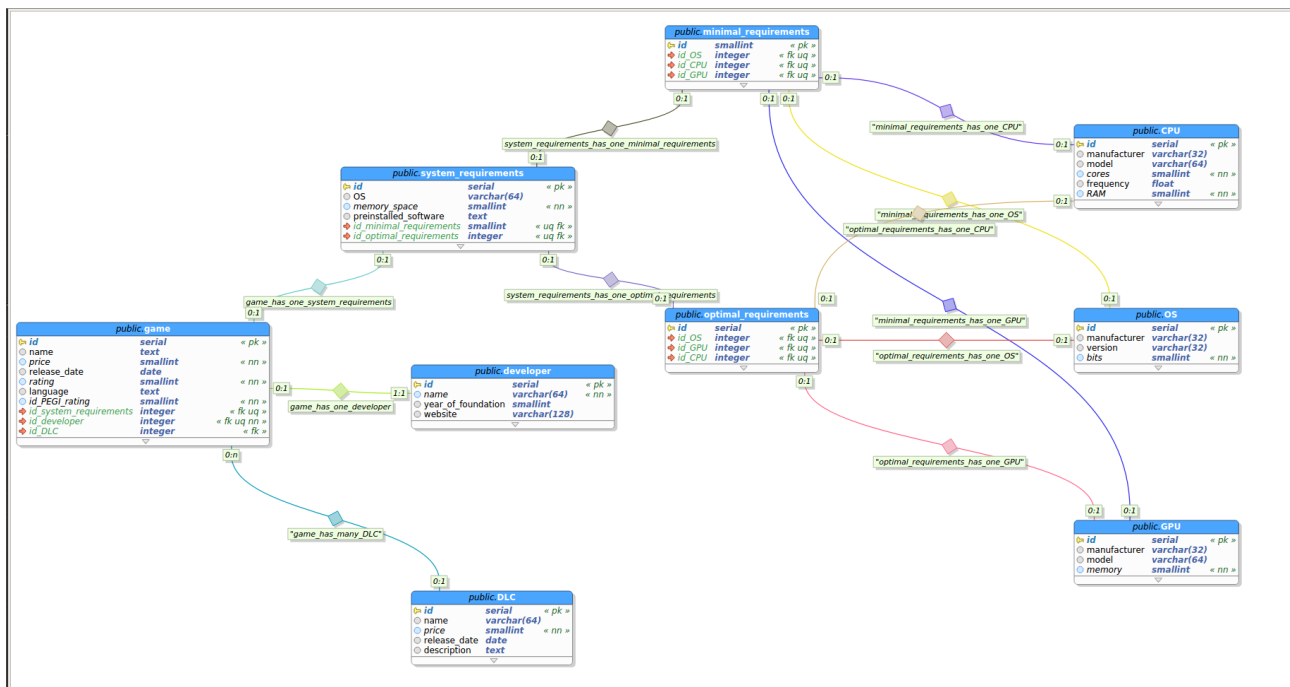 public.minimal_requirements
id smallint « pk »
id_OS integer « fk uq »
id_CPU integer « fk uq »
id_GPU integer « fk uq »
0:1 0:1 0:1 0:1
"minimal_requirements_has_one_CPU"
public.CPU
0:1 id serial « pk »
manufacturer varchar(32)
model varchar(64)
cores smallint « nn »
frequency float
RAM smallint « nn »
0:1
system_requirements_has_one_minimal_requirements
0:1
public.system_requirements
id serial « pk »
OS varchar(64)
memory_space smallint « nn »
preinstalled_software text
id_minimal_requirements smallint « uq fk »
id_optimal_requirements integer « uq fk »
0:1 0:1
"minimal_requirements_has_one_OS"
"optimal_requirements_has_one_CPU"
game_has_one_system_requirements
0:1
system_requirements_has_one_optimal_requirements
0:1
0:1
0:1
public.optimal_requirements
id serial « pk »
id_OS integer « fk uq »
id_GPU integer « fk uq »
id_CPU integer « fk uq »
0:1
0:1
"minimal_requirements_has_one_GPU"
"optimal_requirements_has_one_OS"
0:1
public.OS
id serial « pk »
manufacturer varchar(32)
version varchar(32)
bits smallint « nn »
public.game
id serial « pk »
name text
price smallint « nn »
release_date date
rating smallint « nn »
language text
id_PEGI_rating smallint « nn »
id_system_requirements integer « fk uq »
id_developer integer « fk uq nn »
id_DLC integer « fk »
0:1
game_has_one_developer
1:1
public.developer
id serial « pk »
name varchar(64) « nn »
year_of_foundation smallint
website varchar(128)
0:n
"game_has_many_DLC"
0:1
public.DLC
id serial « pk »
name varchar(64)
price smallint « nn »
release_date date
description text
"optimal_requirements_has_one_GPU"
0:1 0:1
public.GPU
id serial « pk »
manufacturer varchar(32)
model varchar(64)
memory smallint « nn »